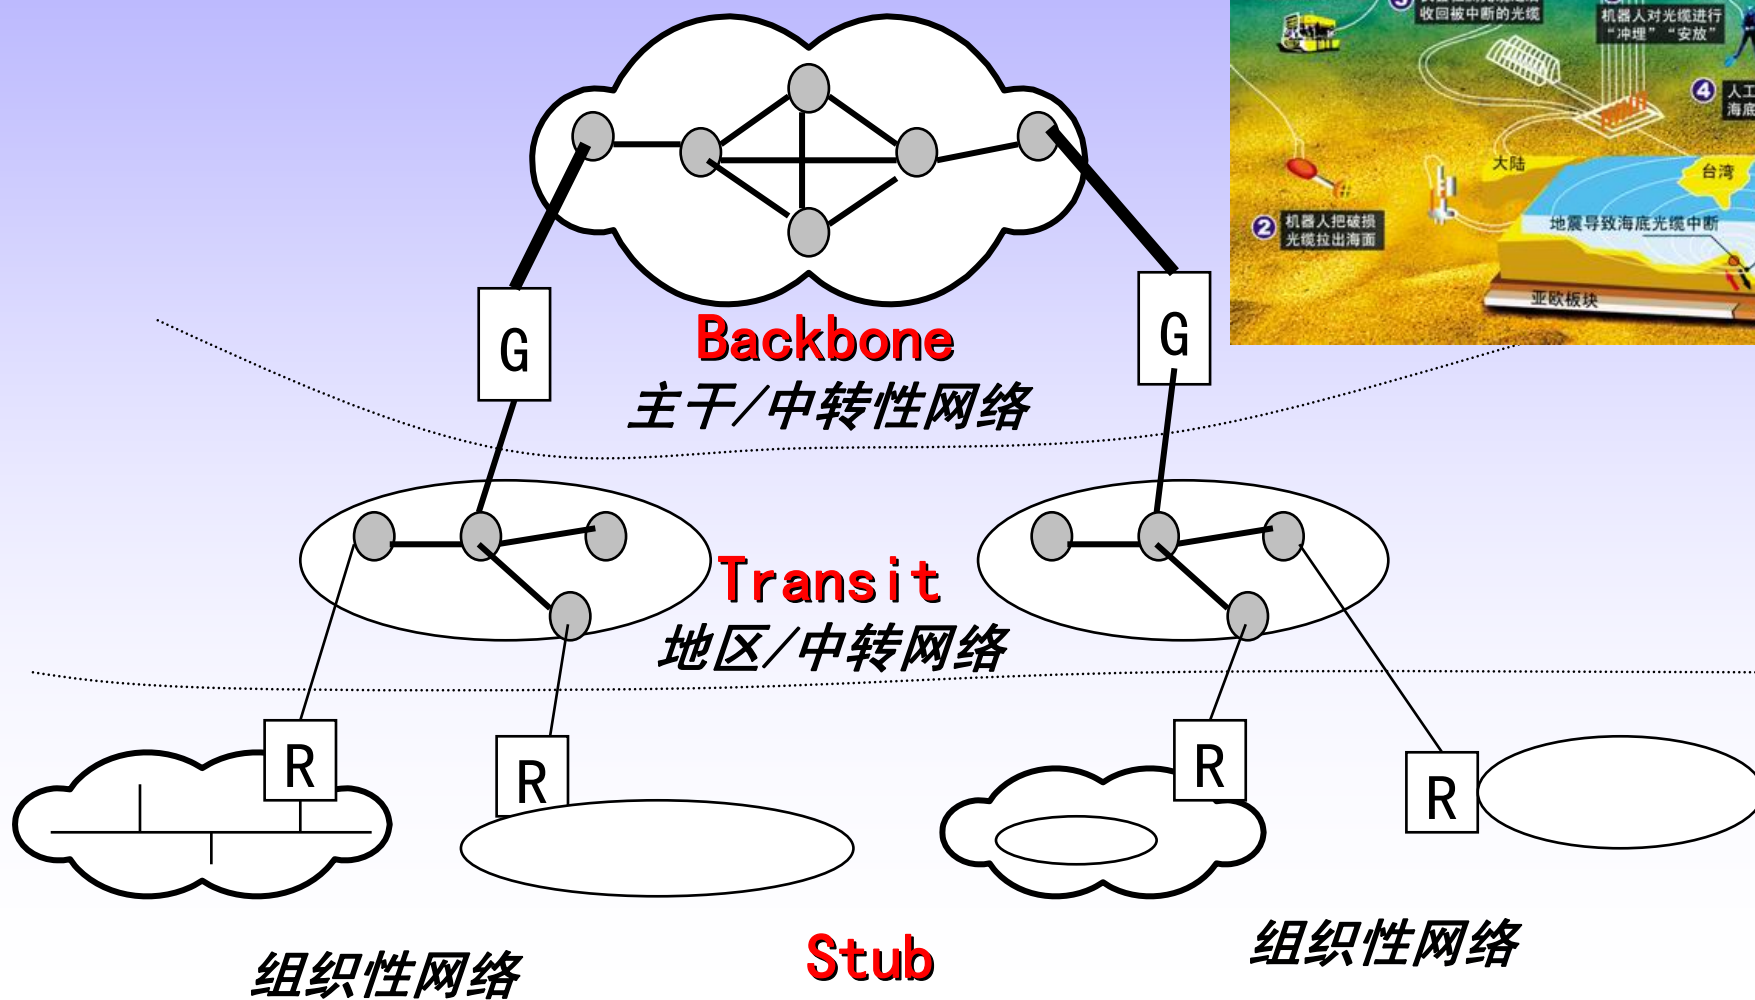 收回被中断的光缆
机器人对光缆进行
“冲埋”“安放”
4
人工
海底
大陆
台湾
2
机器人把破损
光缆拉出海面
地震导致海底光缆中断
亚欧板块
G
G
Backbone
主干/中转性网络
Transit
地区/中转网络
R
R
R
R
组织性网络
Stub
组织性网络